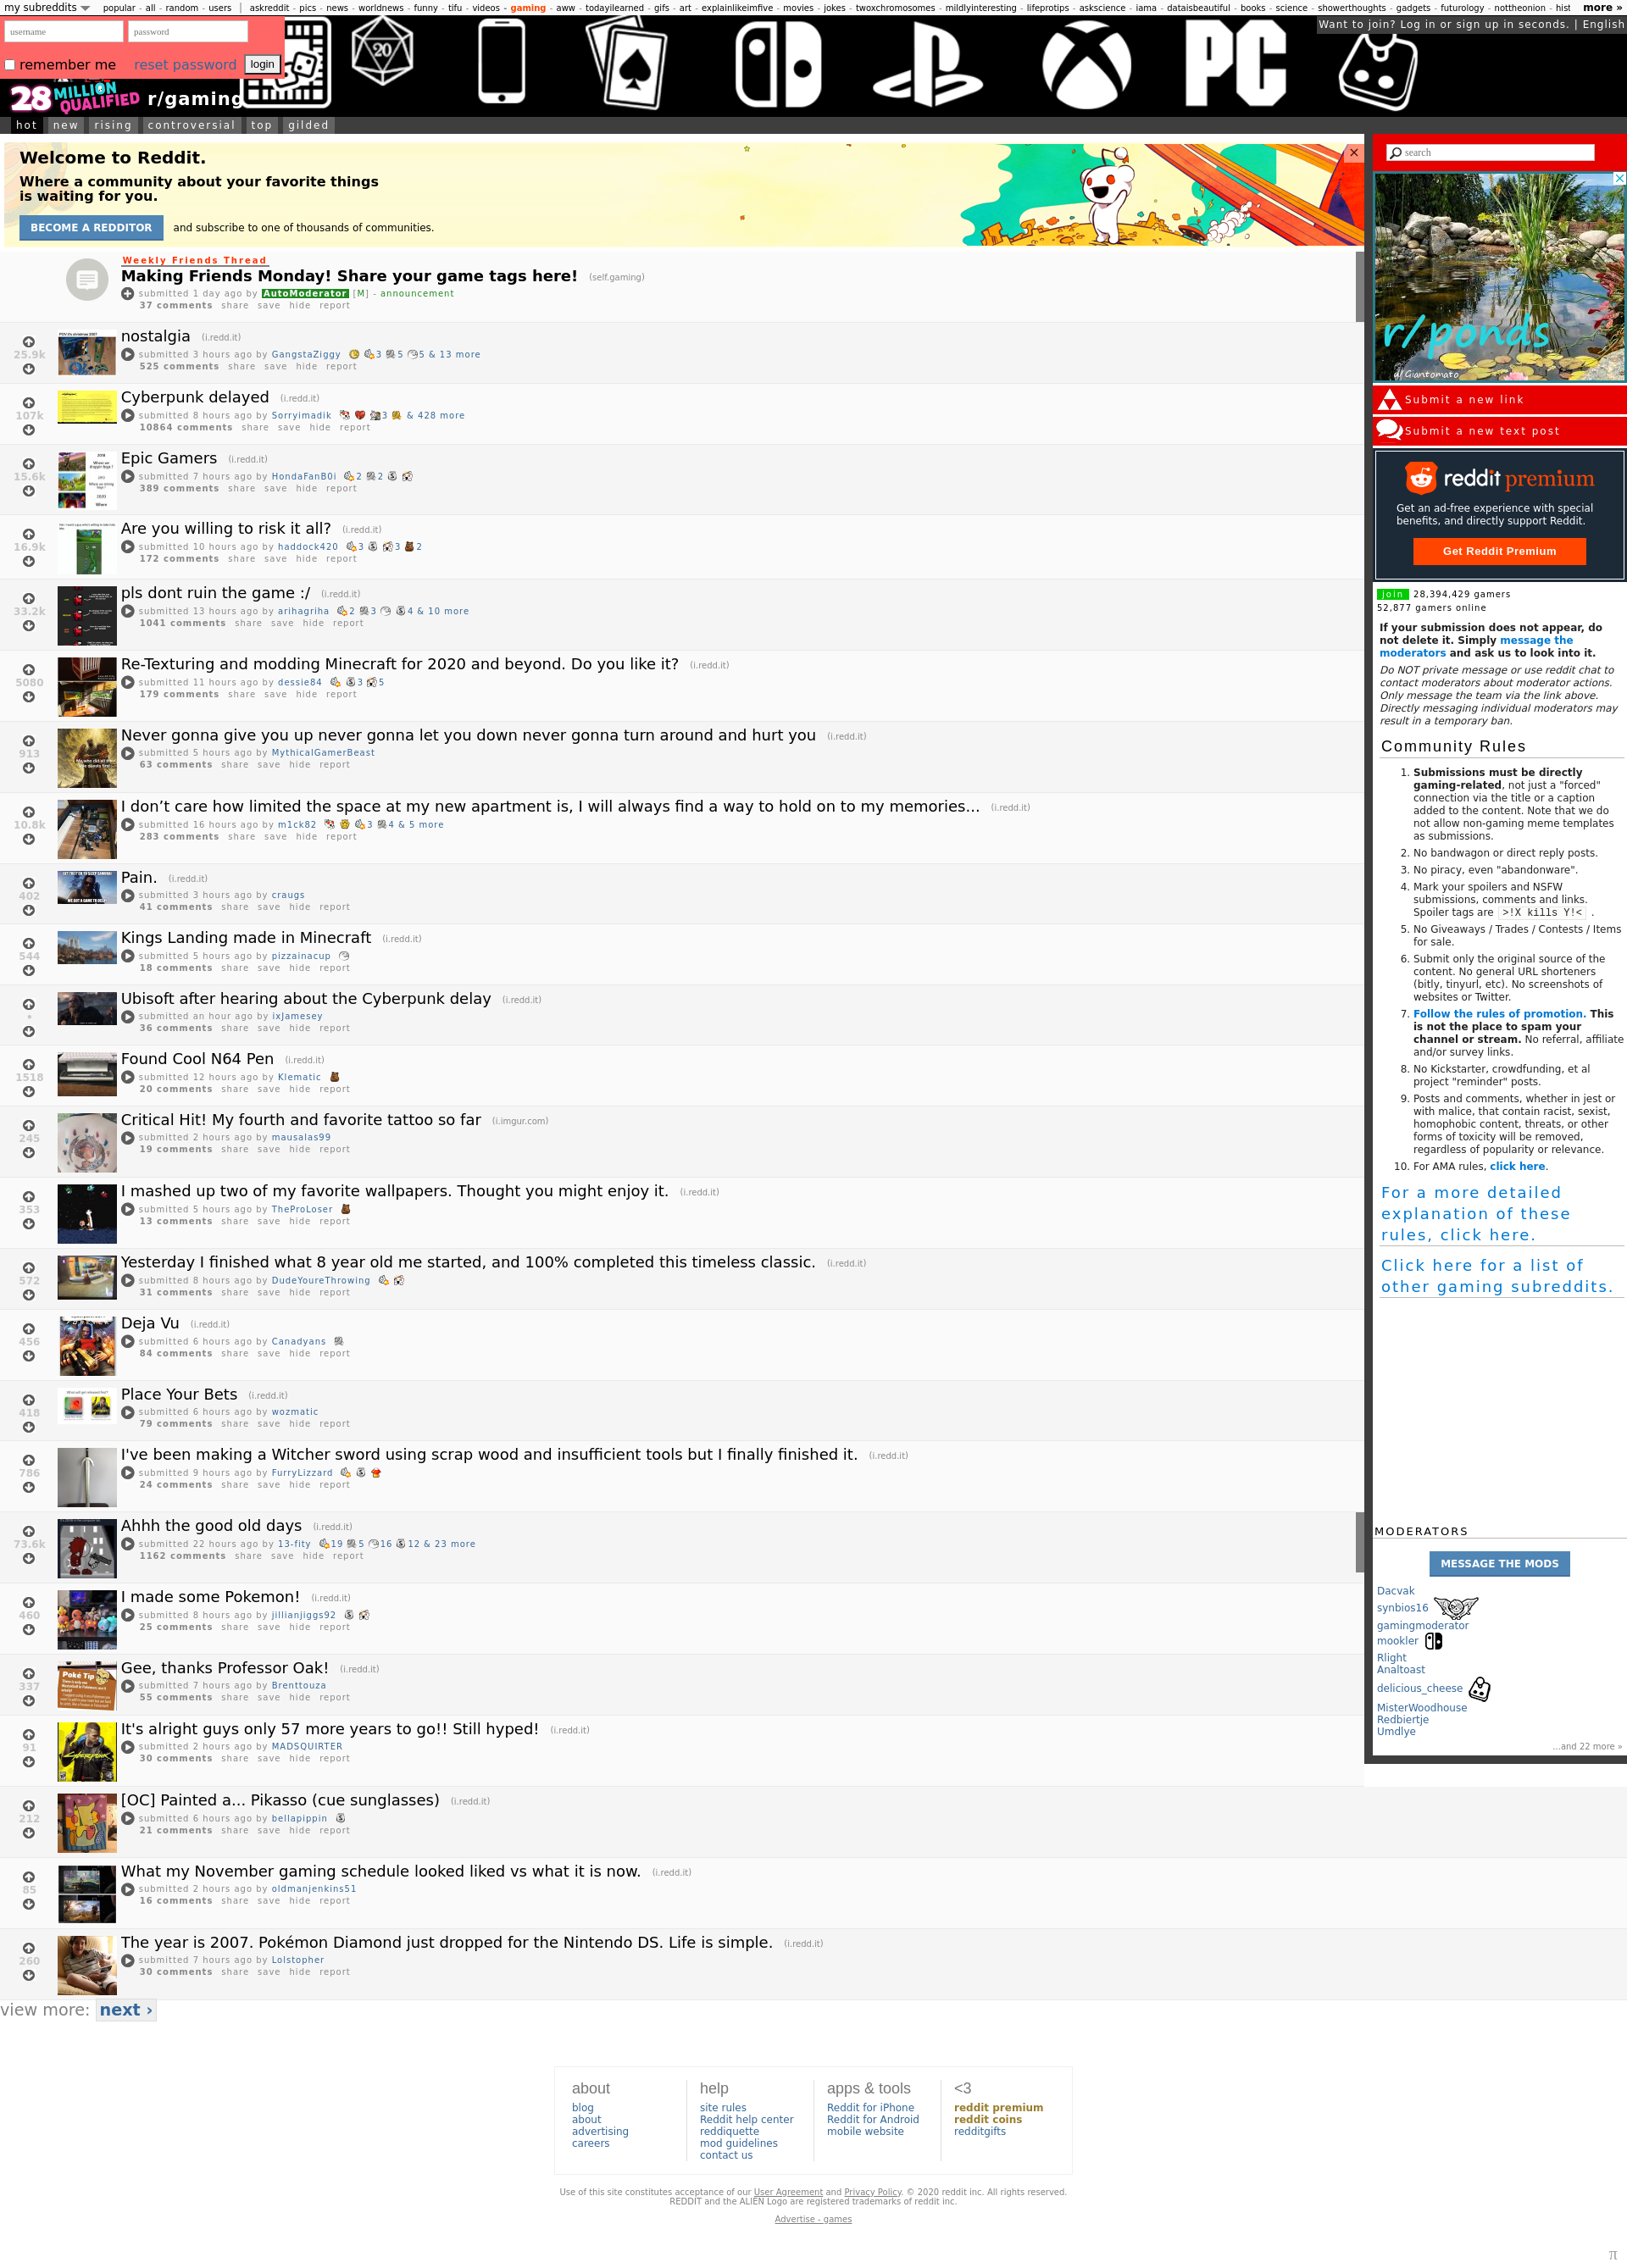 my subreddits popular - all - random - users | askreddit - pics - news - worldnews - funny - tifu - videos - gaming - aww - todayilearned - gifs - art - explainlikeimfive - movies - jokes - twoxchromosomes - mildlyinteresting - lifeprotips - askscience - iama - dataisbeautiful - books - science - showerthoughts - gadgets - futurology - nottheonion - hist more »
username password
Want to join? Log in or sign up in seconds. | English
remember me reset password login
20
PC
28 MILLION QUALIFIED r/gaming
hot new rising controversial top gilded
Welcome to Reddit.
Where a community about your favorite things
is waiting for you.
BECOME A REDDITOR and subscribe to one of thousands of communities.
Weekly Friends Thread
Making Friends Monday! Share your game tags here! (self.gaming)
submitted 1 day ago by AutoModerator [M] - announcement
37 comments share save hide report
nostalgia (i.redd.it)
25.9k
submitted 3 hours ago by GangstaZiggy 3 5 5 & 13 more
525 comments share save hide report
Cyberpunk delayed (i.redd.it)
107k
submitted 8 hours ago by Sorryimadik 3 & 428 more
10864 comments share save hide report
Epic Gamers (i.redd.it)
15.6k
submitted 7 hours ago by HondaFanB0i 2 2
389 comments share save hide report
Are you willing to risk it all? (i.redd.it)
16.9k
submitted 10 hours ago by haddock420 3 3 2
172 comments share save hide report
pls dont ruin the game :/ (i.redd.it)
33.2k
submitted 13 hours ago by arihagriha 2 3 4 & 10 more
1041 comments share save hide report
Re-Texturing and modding Minecraft for 2020 and beyond. Do you like it? (i.redd.it)
5080
submitted 11 hours ago by dessie84 3 5
179 comments share save hide report
Never gonna give you up never gonna let you down never gonna turn around and hurt you (i.redd.it)
913
submitted 5 hours ago by MythicalGamerBeast
63 comments share save hide report
I don’t care how limited the space at my new apartment is, I will always find a way to hold on to my memories... (i.redd.it)
10.8k
submitted 16 hours ago by m1ck82 3 4 & 5 more
283 comments share save hide report
Pain. (i.redd.it)
402
submitted 3 hours ago by craugs
41 comments share save hide report
Kings Landing made in Minecraft (i.redd.it)
544
submitted 5 hours ago by pizzainacup
18 comments share save hide report
Ubisoft after hearing about the Cyberpunk delay (i.redd.it)
•
submitted an hour ago by ixJamesey
36 comments share save hide report
Found Cool N64 Pen (i.redd.it)
1518
submitted 12 hours ago by Klematic
20 comments share save hide report
Critical Hit! My fourth and favorite tattoo so far (i.imgur.com)
245
submitted 2 hours ago by mausalas99
19 comments share save hide report
I mashed up two of my favorite wallpapers. Thought you might enjoy it. (i.redd.it)
353
submitted 5 hours ago by TheProLoser
13 comments share save hide report
Yesterday I finished what 8 year old me started, and 100% completed this timeless classic. (i.redd.it)
572
submitted 8 hours ago by DudeYoureThrowing
31 comments share save hide report
Deja Vu (i.redd.it)
456
submitted 6 hours ago by Canadyans
84 comments share save hide report
Place Your Bets (i.redd.it)
418
submitted 6 hours ago by wozmatic
79 comments share save hide report
I've been making a Witcher sword using scrap wood and insufficient tools but I finally finished it. (i.redd.it)
786
submitted 9 hours ago by FurryLizzard
24 comments share save hide report
Ahhh the good old days (i.redd.it)
73.6k
submitted 22 hours ago by 13-fity 19 5 16 12 & 23 more
1162 comments share save hide report
I made some Pokemon! (i.redd.it)
460
submitted 8 hours ago by jillianjiggs92
25 comments share save hide report
Gee, thanks Professor Oak! (i.redd.it)
Poké Tip
337
submitted 7 hours ago by Brenttouza
55 comments share save hide report
It's alright guys only 57 more years to go!! Still hyped! (i.redd.it)
91
submitted 2 hours ago by MADSQUIRTER
30 comments share save hide report
[OC] Painted a... Pikasso (cue sunglasses) (i.redd.it)
212
submitted 6 hours ago by bellapippin
21 comments share save hide report
What my November gaming schedule looked liked vs what it is now. (i.redd.it)
85
submitted 2 hours ago by oldmanjenkins51
16 comments share save hide report
The year is 2007. Pokémon Diamond just dropped for the Nintendo DS. Life is simple. (i.redd.it)
260
submitted 7 hours ago by Lolstopher
30 comments share save hide report
view more: next ›
search
r/ponds
u/Giantomato
Submit a new link
Submit a new text post
reddit premium
Get an ad-free experience with special
benefits, and directly support Reddit.
Get Reddit Premium
join 28,394,429 gamers
52,877 gamers online
If your submission does not appear, do
not delete it. Simply message the
moderators and ask us to look into it.
Do NOT private message or use reddit chat to
contact moderators about moderator actions.
Only message the team via the link above.
Directly messaging individual moderators may
result in a temporary ban.
Community Rules
1. Submissions must be directly
gaming-related, not just a "forced"
connection via the title or a caption
added to the content. Note that we do
not allow non-gaming meme templates
as submissions.
2. No bandwagon or direct reply posts.
3. No piracy, even "abandonware".
4. Mark your spoilers and NSFW
submissions, comments and links.
Spoiler tags are >!X kills Y!< .
5. No Giveaways / Trades / Contests / Items
for sale.
6. Submit only the original source of the
content. No general URL shorteners
(bitly, tinyurl, etc). No screenshots of
websites or Twitter.
7. Follow the rules of promotion. This
is not the place to spam your
channel or stream. No referral, affiliate
and/or survey links.
8. No Kickstarter, crowdfunding, et al
project "reminder" posts.
9. Posts and comments, whether in jest or
with malice, that contain racist, sexist,
homophobic content, threats, or other
forms of toxicity will be removed,
regardless of popularity or relevance.
10. For AMA rules, click here.
For a more detailed
explanation of these
rules, click here.
Click here for a list of
other gaming subreddits.
MODERATORS
MESSAGE THE MODS
Dacvak
synbios16
gamingmoderator
mookler
Rlight
Analtoast
delicious_cheese
MisterWoodhouse
Redbiertje
Umdlye
...and 22 more »
about
blog
about
advertising
careers
help
site rules
Reddit help center
reddiquette
mod guidelines
contact us
apps & tools
Reddit for iPhone
Reddit for Android
mobile website
<3
reddit premium
reddit coins
redditgifts
Use of this site constitutes acceptance of our User Agreement and Privacy Policy. © 2020 reddit inc. All rights reserved.
REDDIT and the ALIEN Logo are registered trademarks of reddit inc.
Advertise - games
π